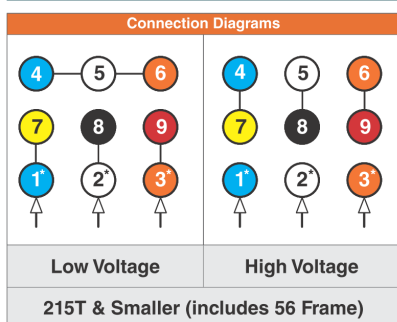 Connection Diagrams
4 5 6 4 5 6
7 8 9 7 8 9
1* 2* 3* 1* 2* 3*
Low Voltage High Voltage
215T & Smaller (includes 56 Frame)